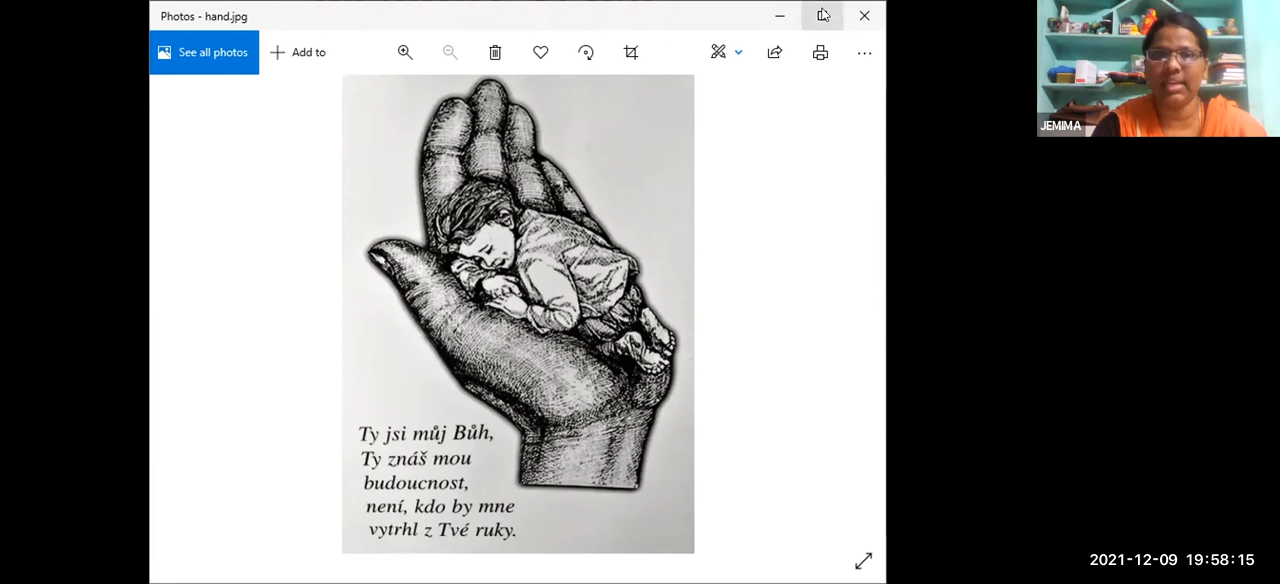 Photos - hand.jpg
See all photos
Add to
JEMIMA
Ty jsi můj Bůh,
Ty znáš mou
budoucnost,
není, kdo by mne
vytrhl z Tvé ruky.
2021-12-09 19:58:15